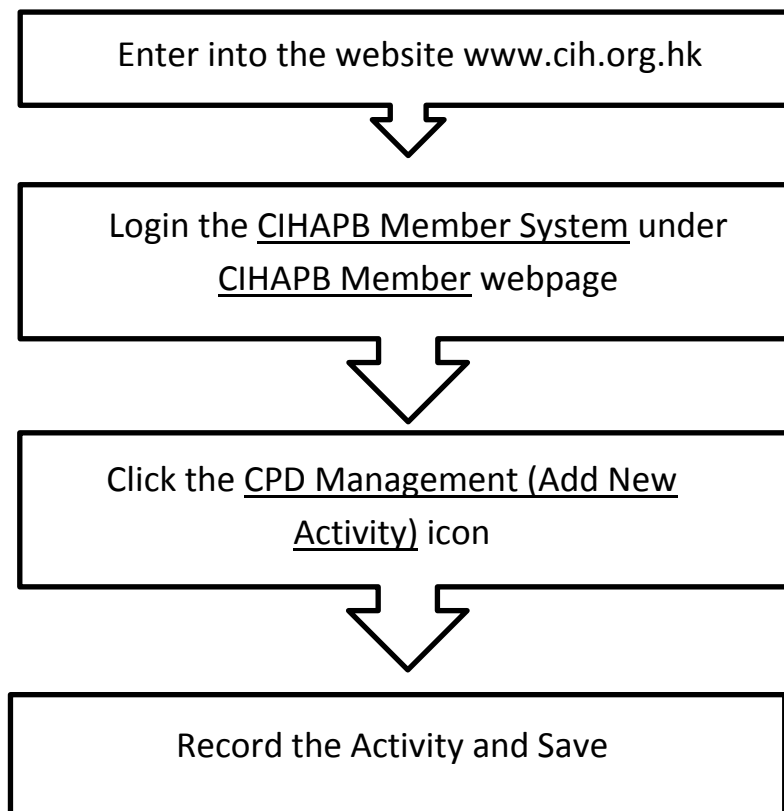 Enter into the website www.cih.org.hk
Login the CIHAPB Member System under
CIHAPB Member webpage
Click the CPD Management (Add New
Activity) icon
Record the Activity and Save